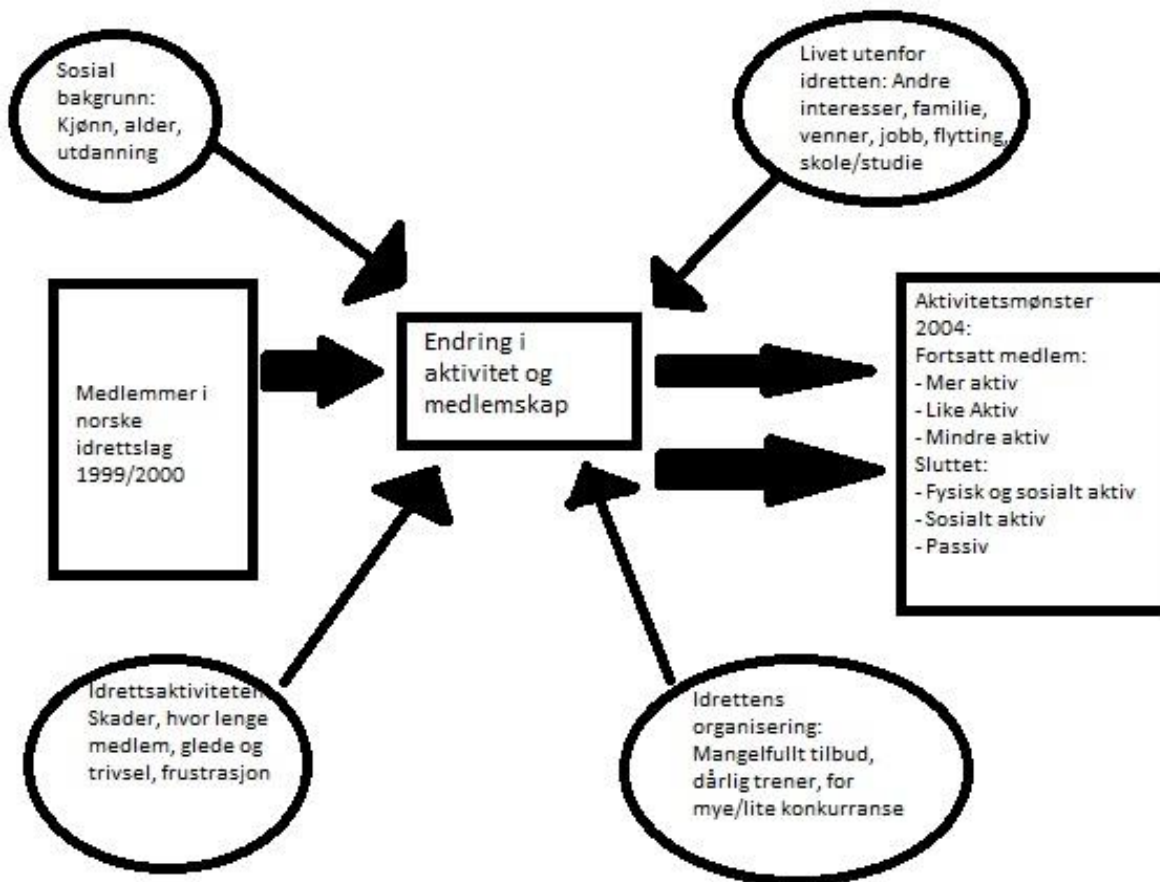 Sosial
bakgrunn:
Kjønn, alder,
utdanning
Livet utenfor
idretten: Andre
interesser, familie,
venner, jobb, flytting,
skole/studie
Medlemmer i
norske
idrettslag
1999/2000
Endring i
aktivitet og
medlemskap
Aktivitetsmønster
2004:
Fortsatt medlem:
- Mer aktiv
- Like Aktiv
- Mindre aktiv
Sluttet:
- Fysisk og sosialt aktiv
- Sosialt aktiv
- Passiv
Idrettsaktiviteten
Skader, hvor lenge
medlem, glede og
trivsel, frustrasjon
Idrettens
organisering:
Mangelfullt tilbud,
dårlig trener, for
mye/lite konkurranse